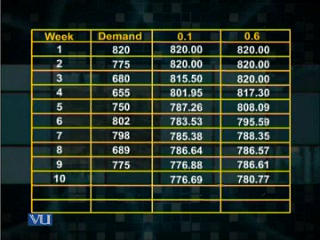 Week Demand 0.1 0.6
1 820 820.00 820.00
2 775 820.00 820.00
3 680 815.50 820.00
4 655 801.95 817.30
5 750 787.26 808.09
6 802 783.53 795.59
7 798 785.38 788.35
8 689 786.64 786.57
9 775 776.88 786.61
10 776.69 780.77
VU